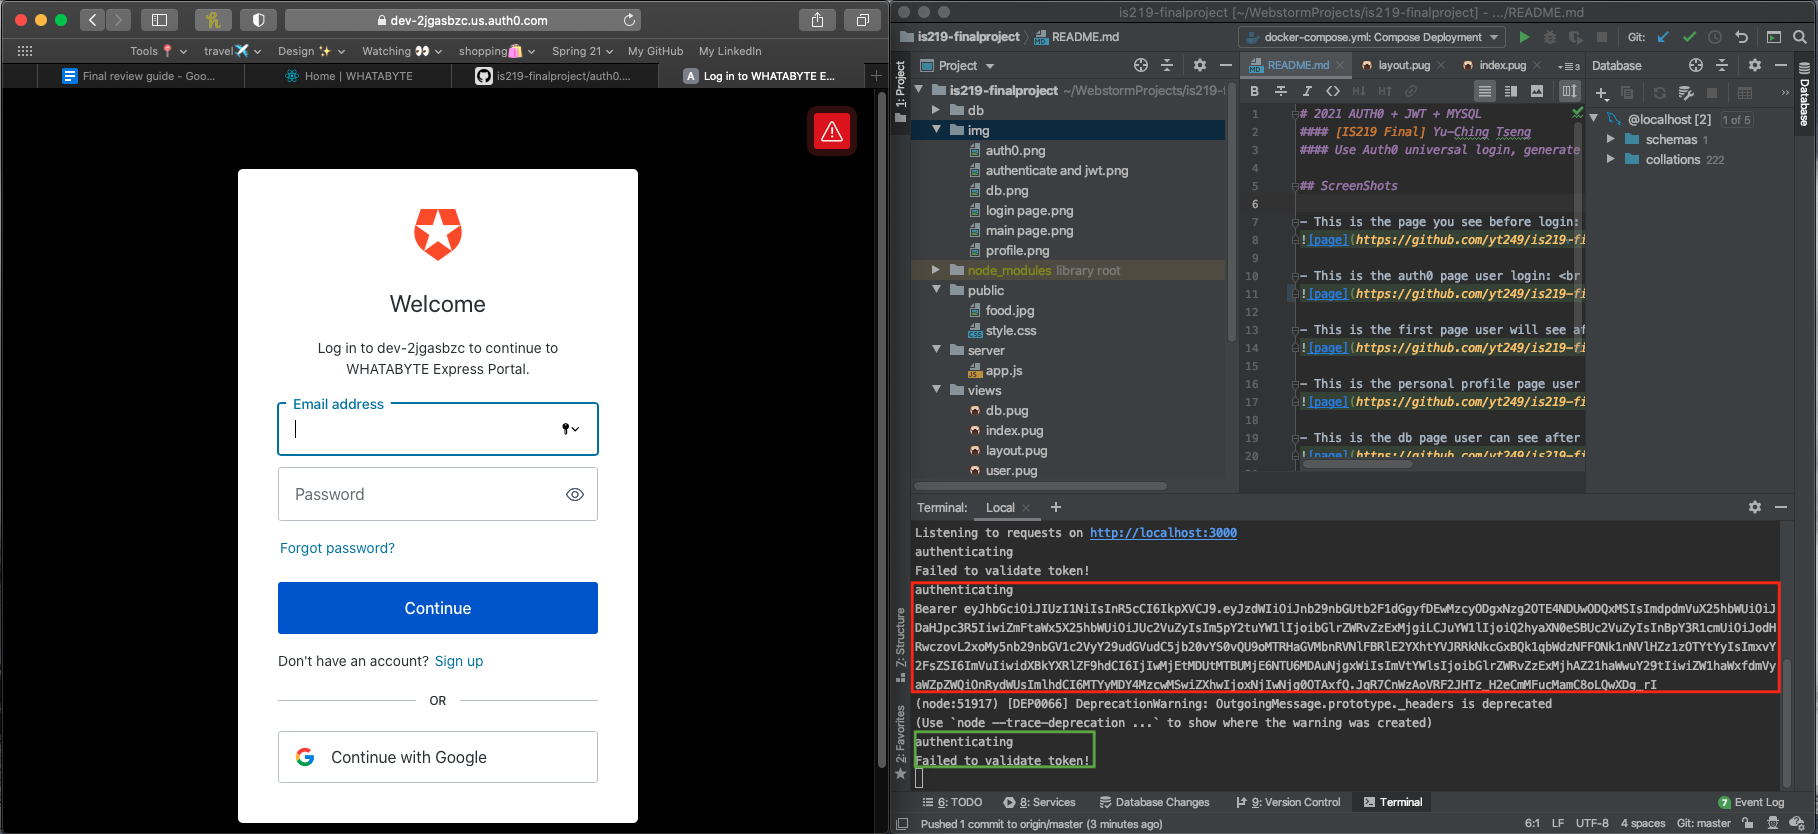 dev-2jgasbzc.us.auth0.com
Tools
travel
Design
Watching
shopping
Spring 21
My GitHub
My LinkedIn
Final review guide - Goo...
Home | WHATABYTE
is219-finalproject/auth0....
Log in to WHATABYTE E...
Welcome
Log in to dev-2jgasbzc to continue to
WHATABYTE Express Portal.
Email address
Password
Forgot password?
Continue
Don't have an account? Sign up
OR
Continue with Google
is219-finalproject [~/WebstormProjects/is219-finalproject] - .../README.md
is219-finalproject
README.md
docker-compose.yml: Compose Deployment
Git:
1: Project
Project
is219-finalproject ~/WebstormProjects/is219-f
db
img
auth0.png
authenticate and jwt.png
db.png
login page.png
main page.png
profile.png
node_modules library root
public
food.jpg
style.css
server
app.js
views
db.pug
index.pug
layout.pug
user.pug
README.md
layout.pug
index.pug
B
I
1 # 2021 AUTH0 + JWT + MYSQL
2 #### [IS219 Final] Yu-Ching Tseng
3 #### Use Auth0 universal login, generate
4
5 ## ScreenShots
6
7 - This is the page you see before login:
8 ![page](https://github.com/yt249/is219-fi
9
10 - This is the auth0 page user login: <br
11 ![page](https://github.com/yt249/is219-fi
12
13 - This is the first page user will see af
14 ![page](https://github.com/yt249/is219-fi
15
16 - This is the personal profile page user
17 ![page](https://github.com/yt249/is219-fi
18
19 - This is the db page user can see after
20 ![page](https://github.com/yt249/is219-fi
Database
@localhost [2] 1 of 5
schemas 1
collations 222
Database
Terminal:
Local
Listening to requests on http://localhost:3000
authenticating
Failed to validate token!
authenticating
(node:51917) [DEP0066] DeprecationWarning: OutgoingMessage.prototype._headers is deprecated
(Use `node --trace-deprecation ...` to show where the warning was created)
authenticating
Failed to validate token!
7: Structure
2: Favorites
6: TODO
8: Services
Database Changes
9: Version Control
Terminal
7 Event Log
Pushed 1 commit to origin/master (3 minutes ago)
6:1
LF
UTF-8
4 spaces
Git: master